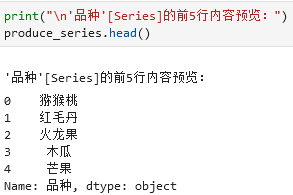 print("\n'品种'[Series]的前5行内容预览：")
produce_series.head()
'品种'[Series]的前5行内容预览：
0    猕猴桃
1    红毛丹
2    火龙果
3     木瓜
4     芒果
Name: 品种, dtype: object